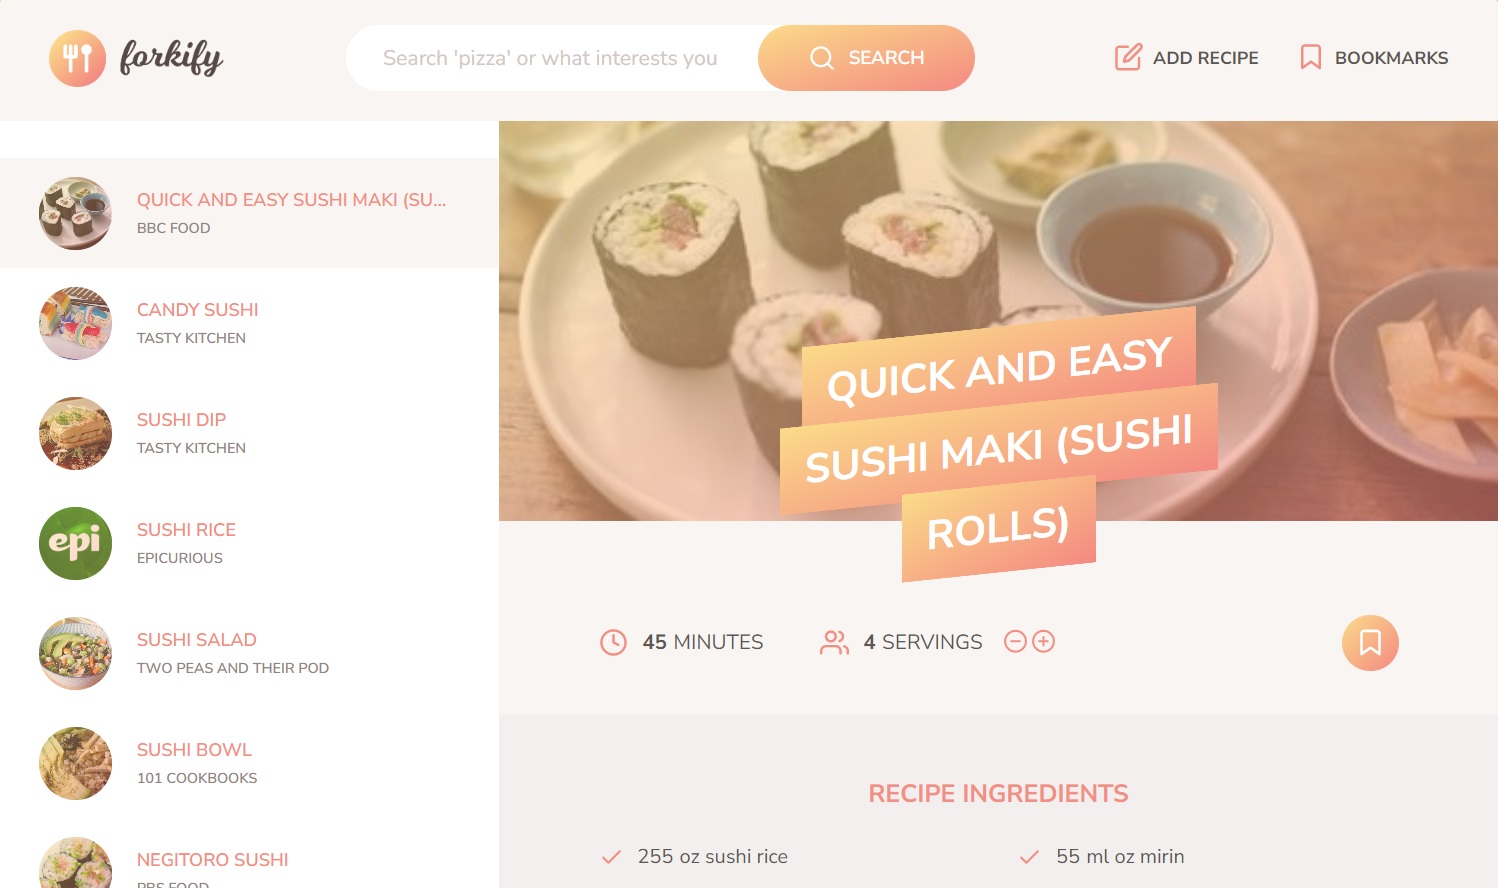 forkify
Search 'pizza' or what interests you
SEARCH
ADD RECIPE
BOOKMARKS
QUICK AND EASY SUSHI MAKI (SU...
BBC FOOD
CANDY SUSHI
TASTY KITCHEN
SUSHI DIP
TASTY KITCHEN
epi
SUSHI RICE
EPICURIOUS
SUSHI SALAD
TWO PEAS AND THEIR POD
SUSHI BOWL
101 COOKBOOKS
NEGITORO SUSHI
PBS FOOD
QUICK AND EASY
SUSHI MAKI (SUSHI
ROLLS)
45 MINUTES
4 SERVINGS
RECIPE INGREDIENTS
255 oz sushi rice
55 ml oz mirin